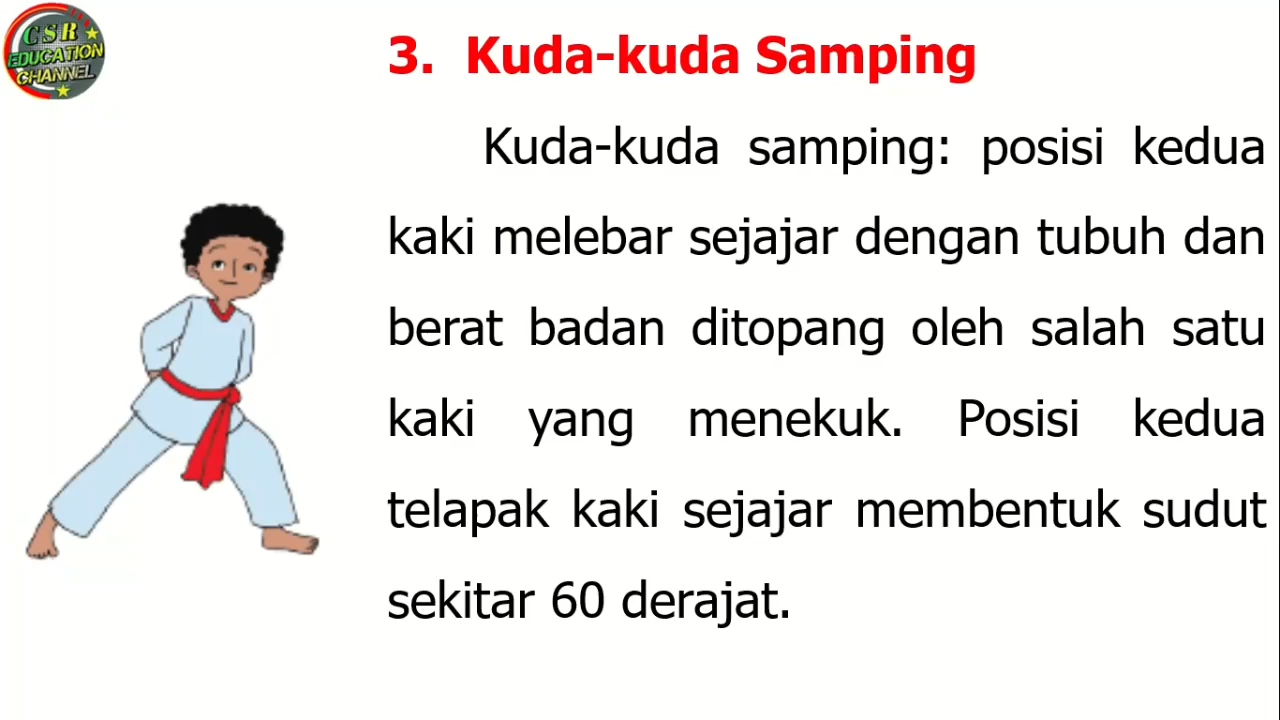 CSR
EDUCATION
CHANNEL
3. Kuda-kuda Samping
Kuda-kuda samping: posisi kedua
kaki melebar sejajar dengan tubuh dan
berat badan ditopang oleh salah satu
kaki yang menekuk. Posisi kedua
telapak kaki sejajar membentuk sudut
sekitar 60 derajat.